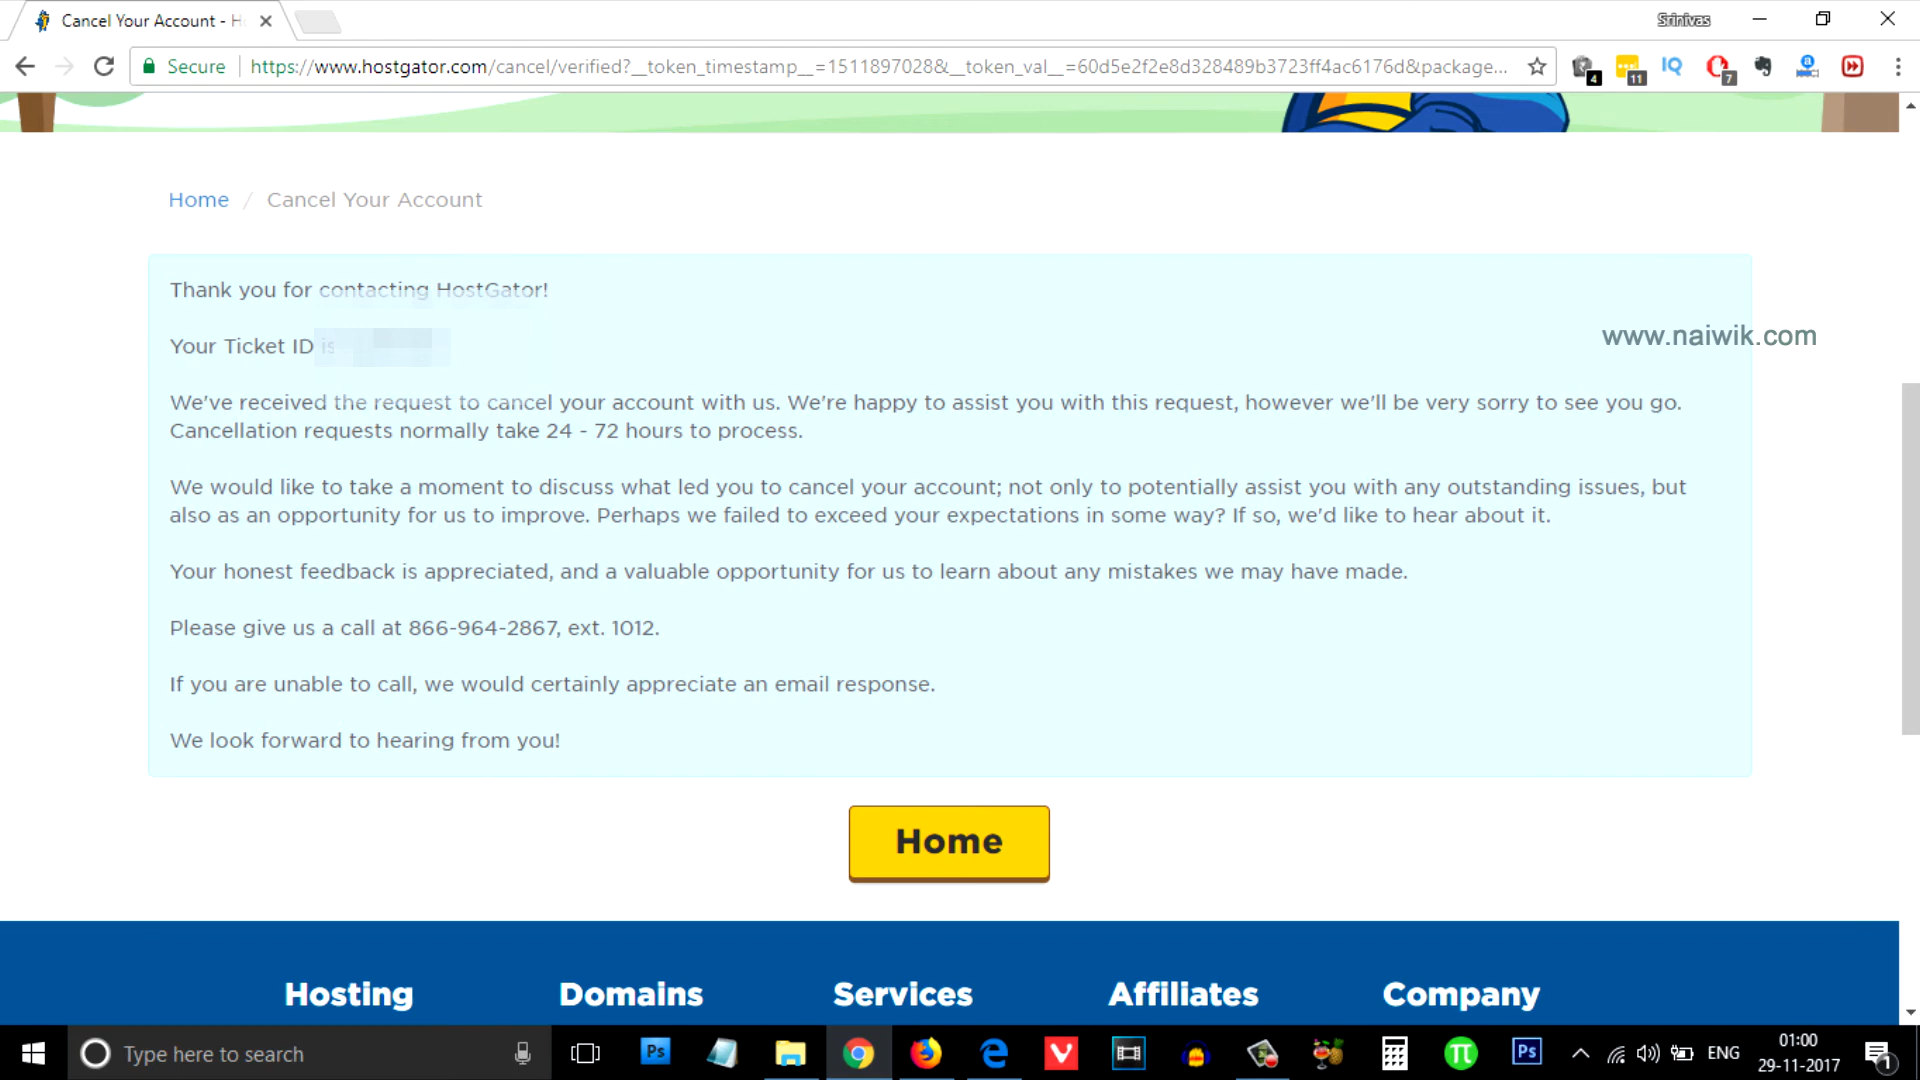 Cancel Your Account - H
Srinivas
Secure
https://www.hostgator.com/cancel/verified?__token_timestamp__=1511897028&__token_val__=60d5e2f2e8d328489b3723ff4ac6176d&package...
4
11
IQ
7
a
Home / Cancel Your Account
Thank you for contacting HostGator!
Your Ticket ID is
www.naiwik.com
We've received the request to cancel your account with us. We're happy to assist you with this request, however we'll be very sorry to see you go.
Cancellation requests normally take 24 - 72 hours to process.
We would like to take a moment to discuss what led you to cancel your account; not only to potentially assist you with any outstanding issues, but
also as an opportunity for us to improve. Perhaps we failed to exceed your expectations in some way? If so, we'd like to hear about it.
Your honest feedback is appreciated, and a valuable opportunity for us to learn about any mistakes we may have made.
Please give us a call at 866-964-2867, ext. 1012.
If you are unable to call, we would certainly appreciate an email response.
We look forward to hearing from you!
Home
Hosting Domains Services Affiliates Company
Type here to search
Ps
π
Ps
ENG
01:00
29-11-2017
1